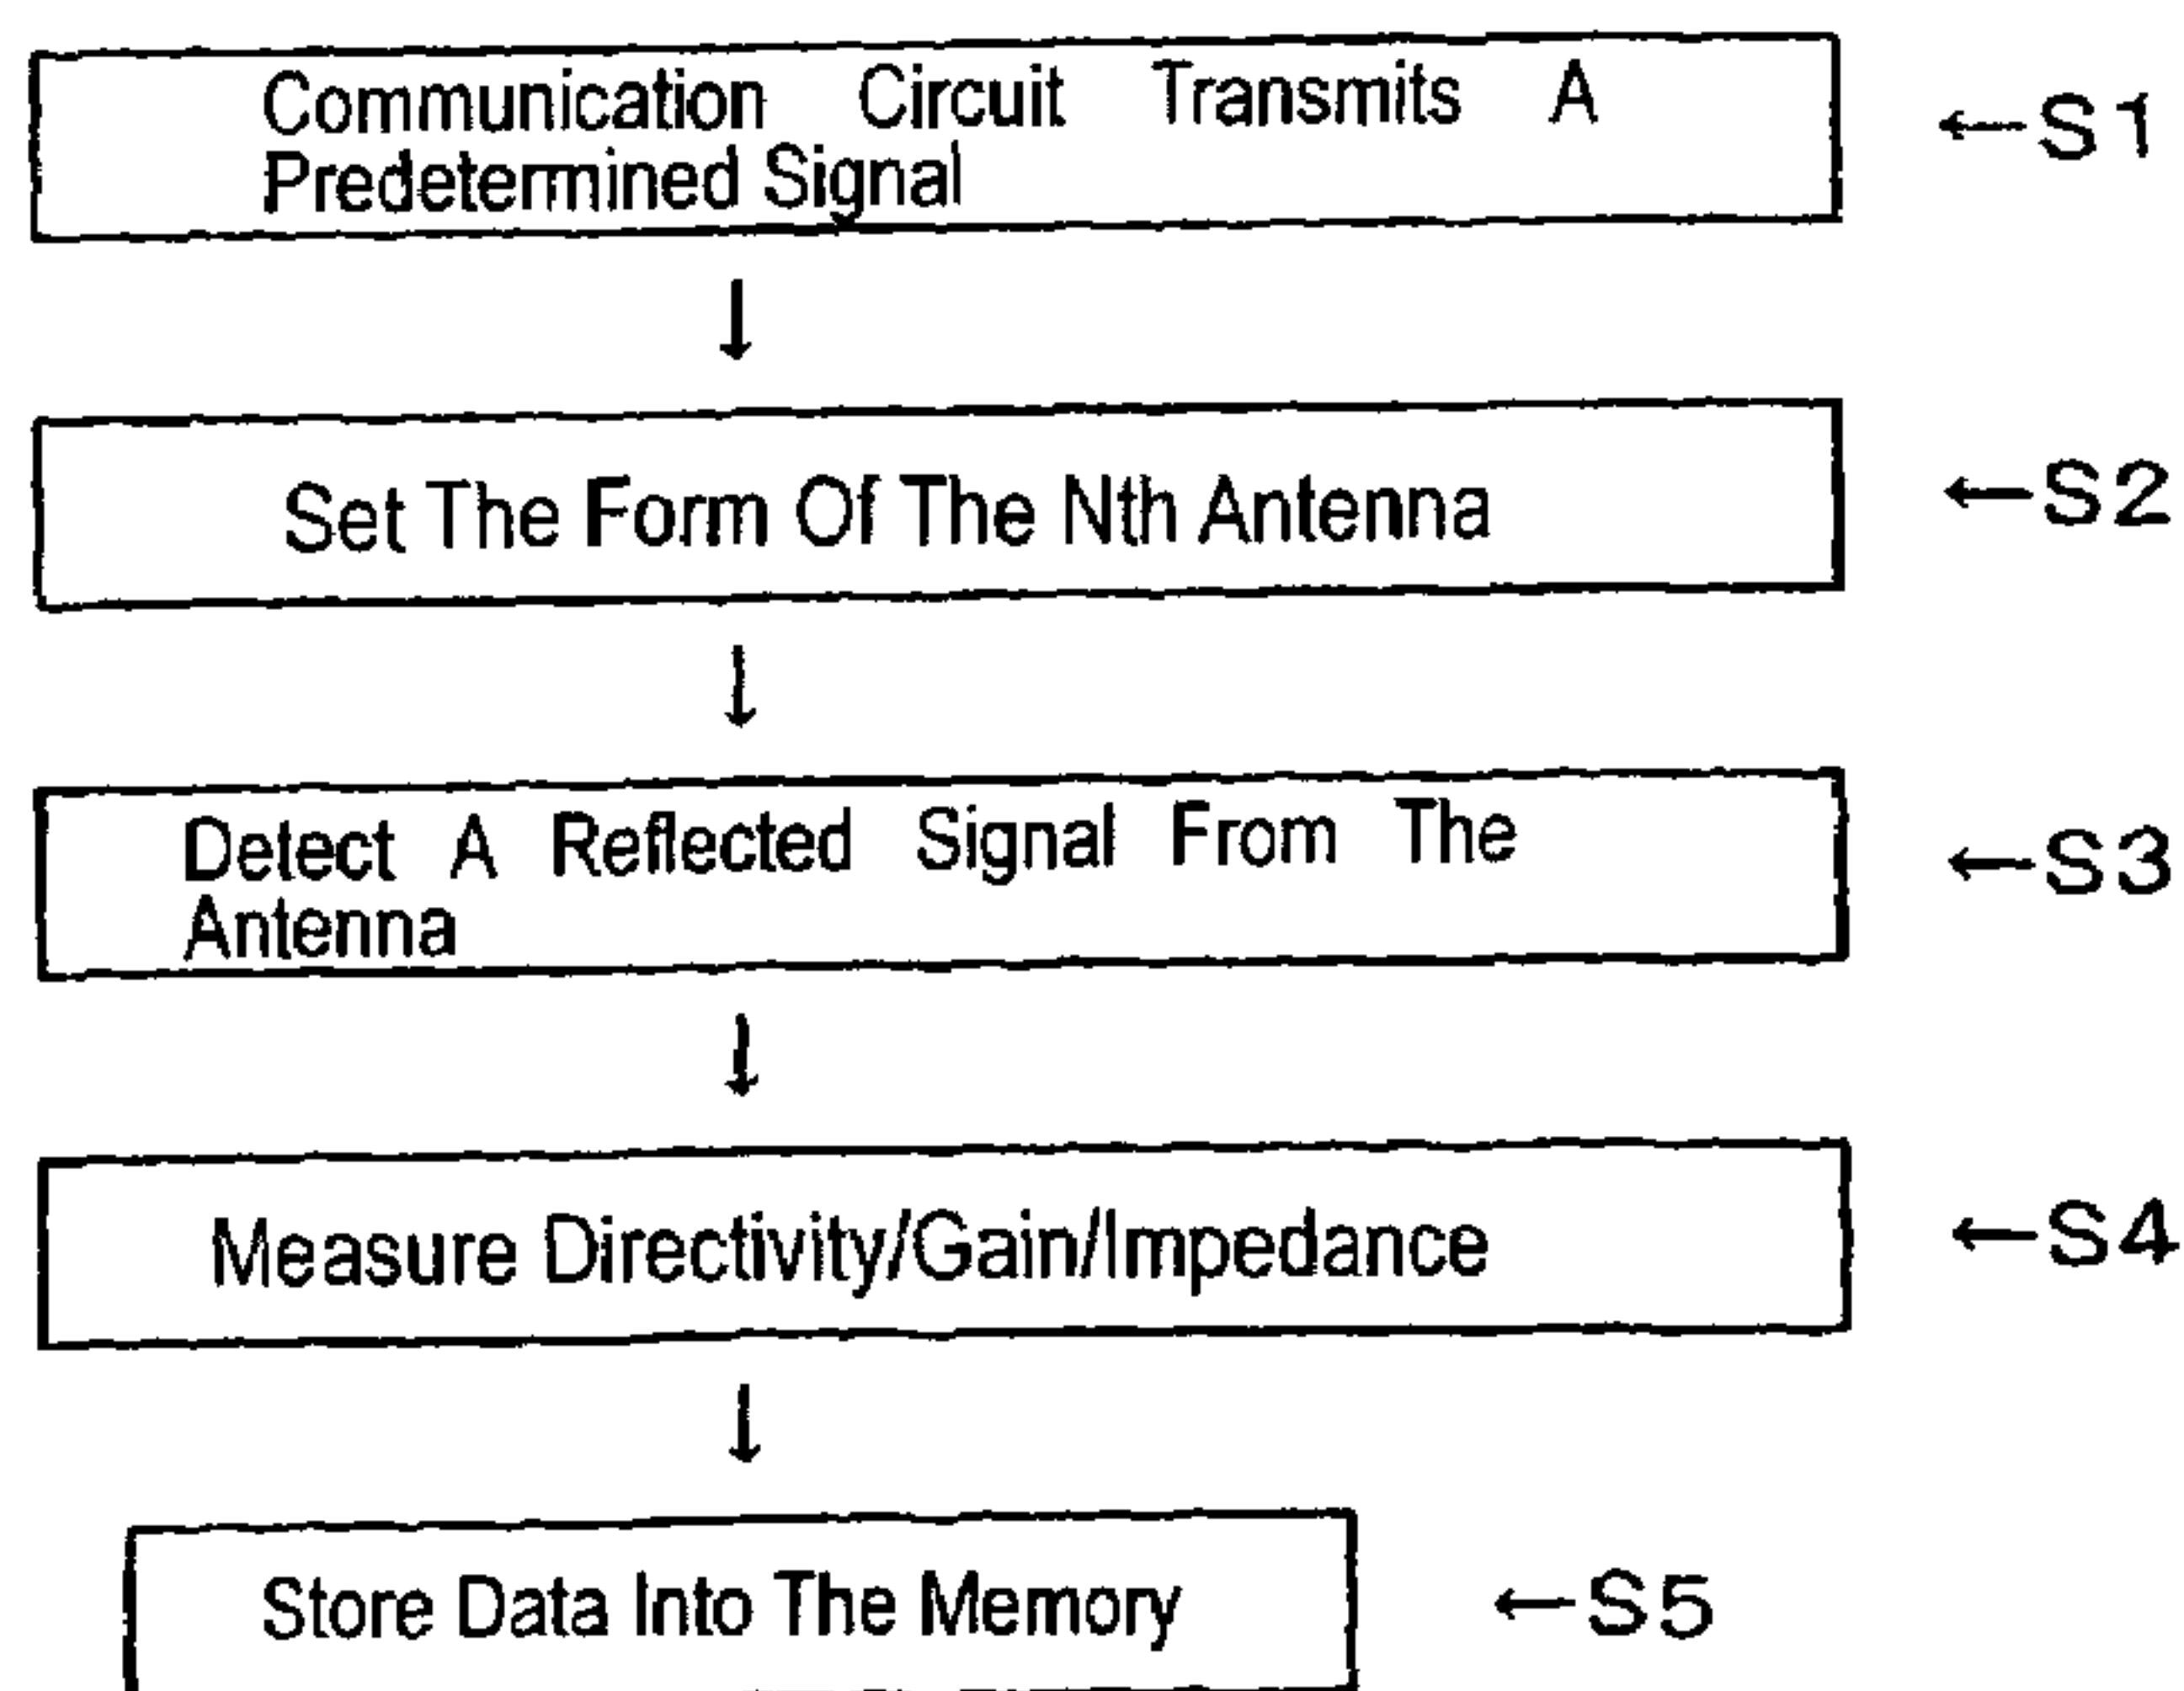 Communication Circuit Transmits A
Predetermined Signal
←S1
Set The Form Of The Nth Antenna
←S2
Detect A Reflected Signal From The
Antenna
←S3
Measure Directivity/Gain/Impedance
←S4
Store Data Into The Memory
←S5